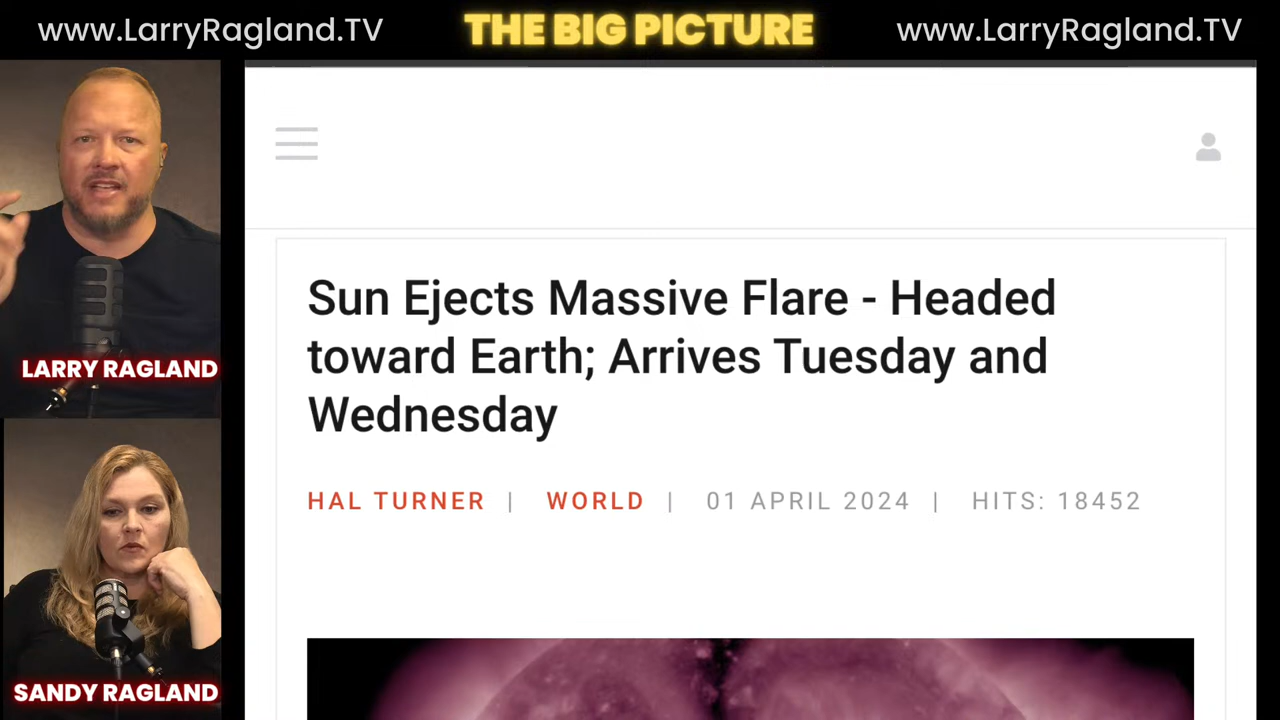 www.LarryRagland.TV
THE BIG PICTURE
www.LarryRagland.TV
Sun Ejects Massive Flare - Headed
toward Earth; Arrives Tuesday and
Wednesday
HAL TURNER | WORLD | 01 APRIL 2024 | HITS: 18452
LARRY RAGLAND
SANDY RAGLAND